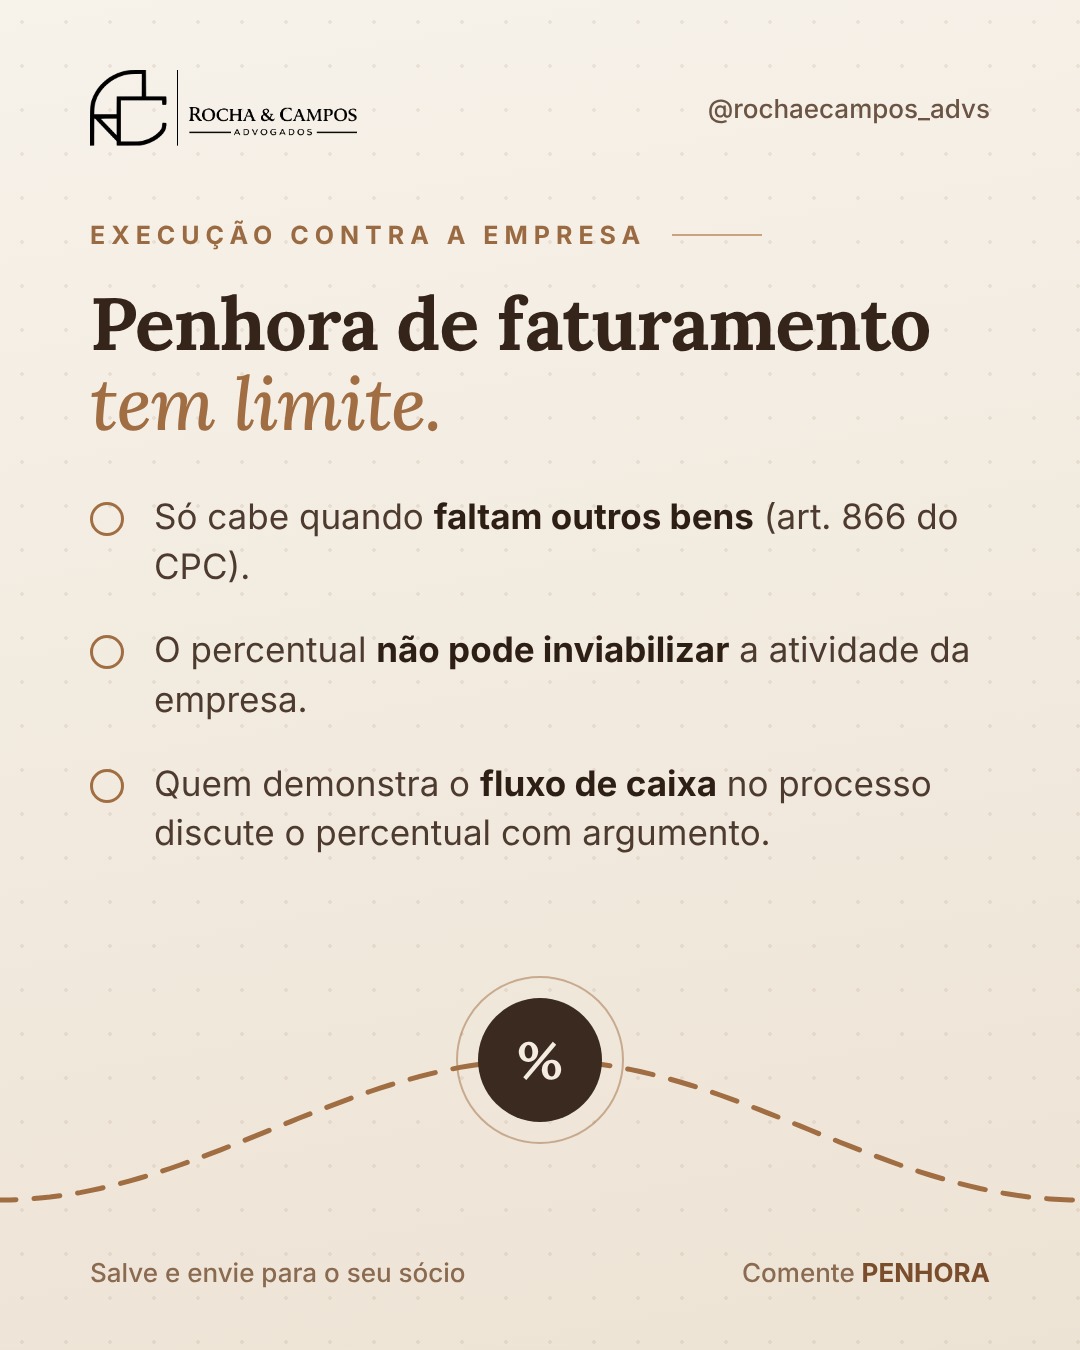 ROCHA & CAMPOS
ADVOGADOS
@rochaecampos_advs
EXECUÇÃO CONTRA A EMPRESA
Penhora de faturamento
tem limite.
Só cabe quando faltam outros bens (art. 866 do
CPC).
O percentual não pode inviabilizar a atividade da
empresa.
Quem demonstra o fluxo de caixa no processo
discute o percentual com argumento.
%
Salve e envie para o seu sócio
Comente PENHORA